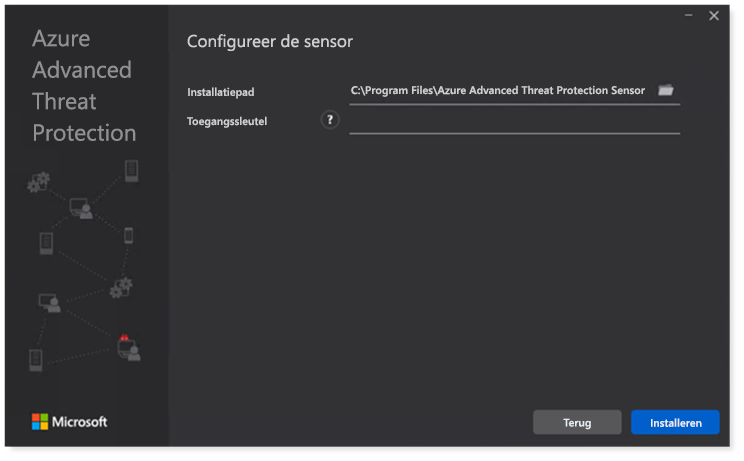 Azure
Advanced
Threat
Protection
Configureer de sensor
Installatiepad C:\Program Files\Azure Advanced Threat Protection Sensor
Toegangssleutel ?
Microsoft
Terug Installeren